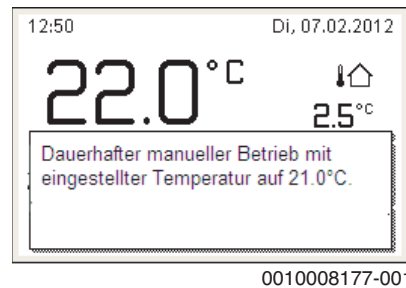 12:50 Di, 07.02.2012
22.0°C
2.5°C
Dauerhafter manueller Betrieb mit
eingestellter Temperatur auf 21.0°C.
0010008177-001